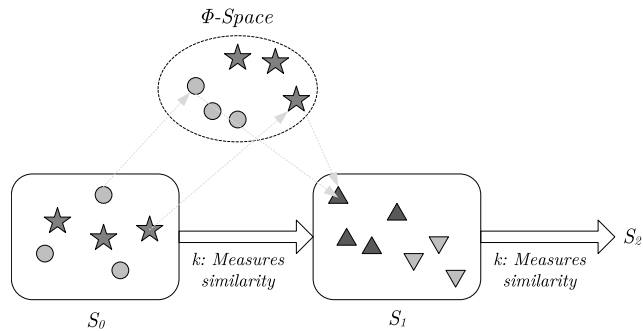 Φ-Space
k: Measures
similarity
k: Measures
similarity
S₂
S₀
S₁